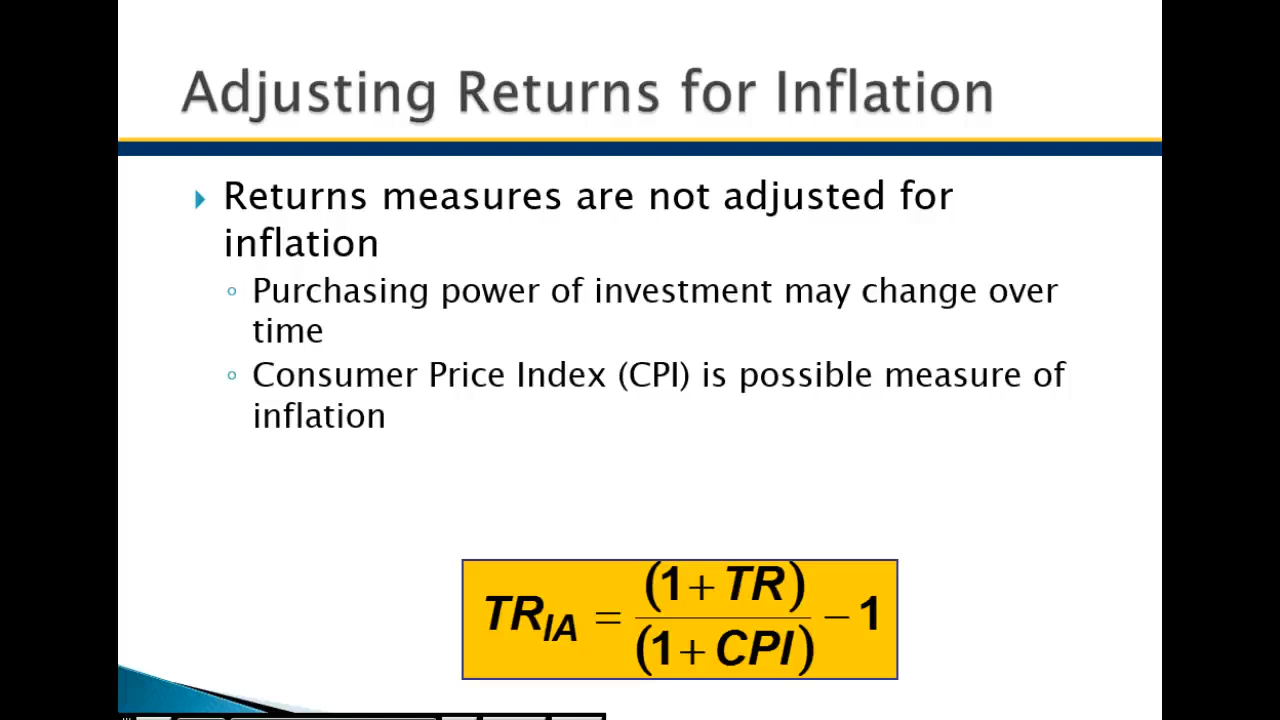 Adjusting Returns for Inflation
Returns measures are not adjusted for
inflation
Purchasing power of investment may change over
time
Consumer Price Index (CPI) is possible measure of
inflation
TR_IA = (1+TR) / (1+CPI) − 1